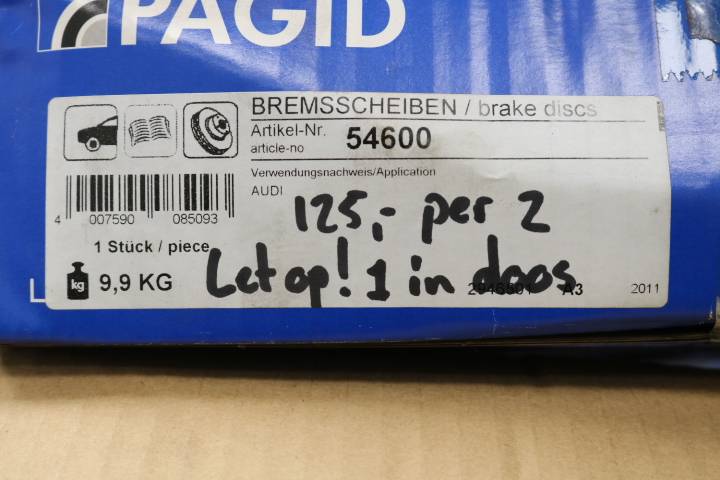 PAGID
BREMSSCHEIBEN / brake discs
Artikel-Nr.
article-no
54600
Verwendungsnachweis/Application
AUDI
4 007590 085093
1 Stück / piece
kg 9,9 KG
125,- per 2
Let op! 1 in doos
A3
2011
L